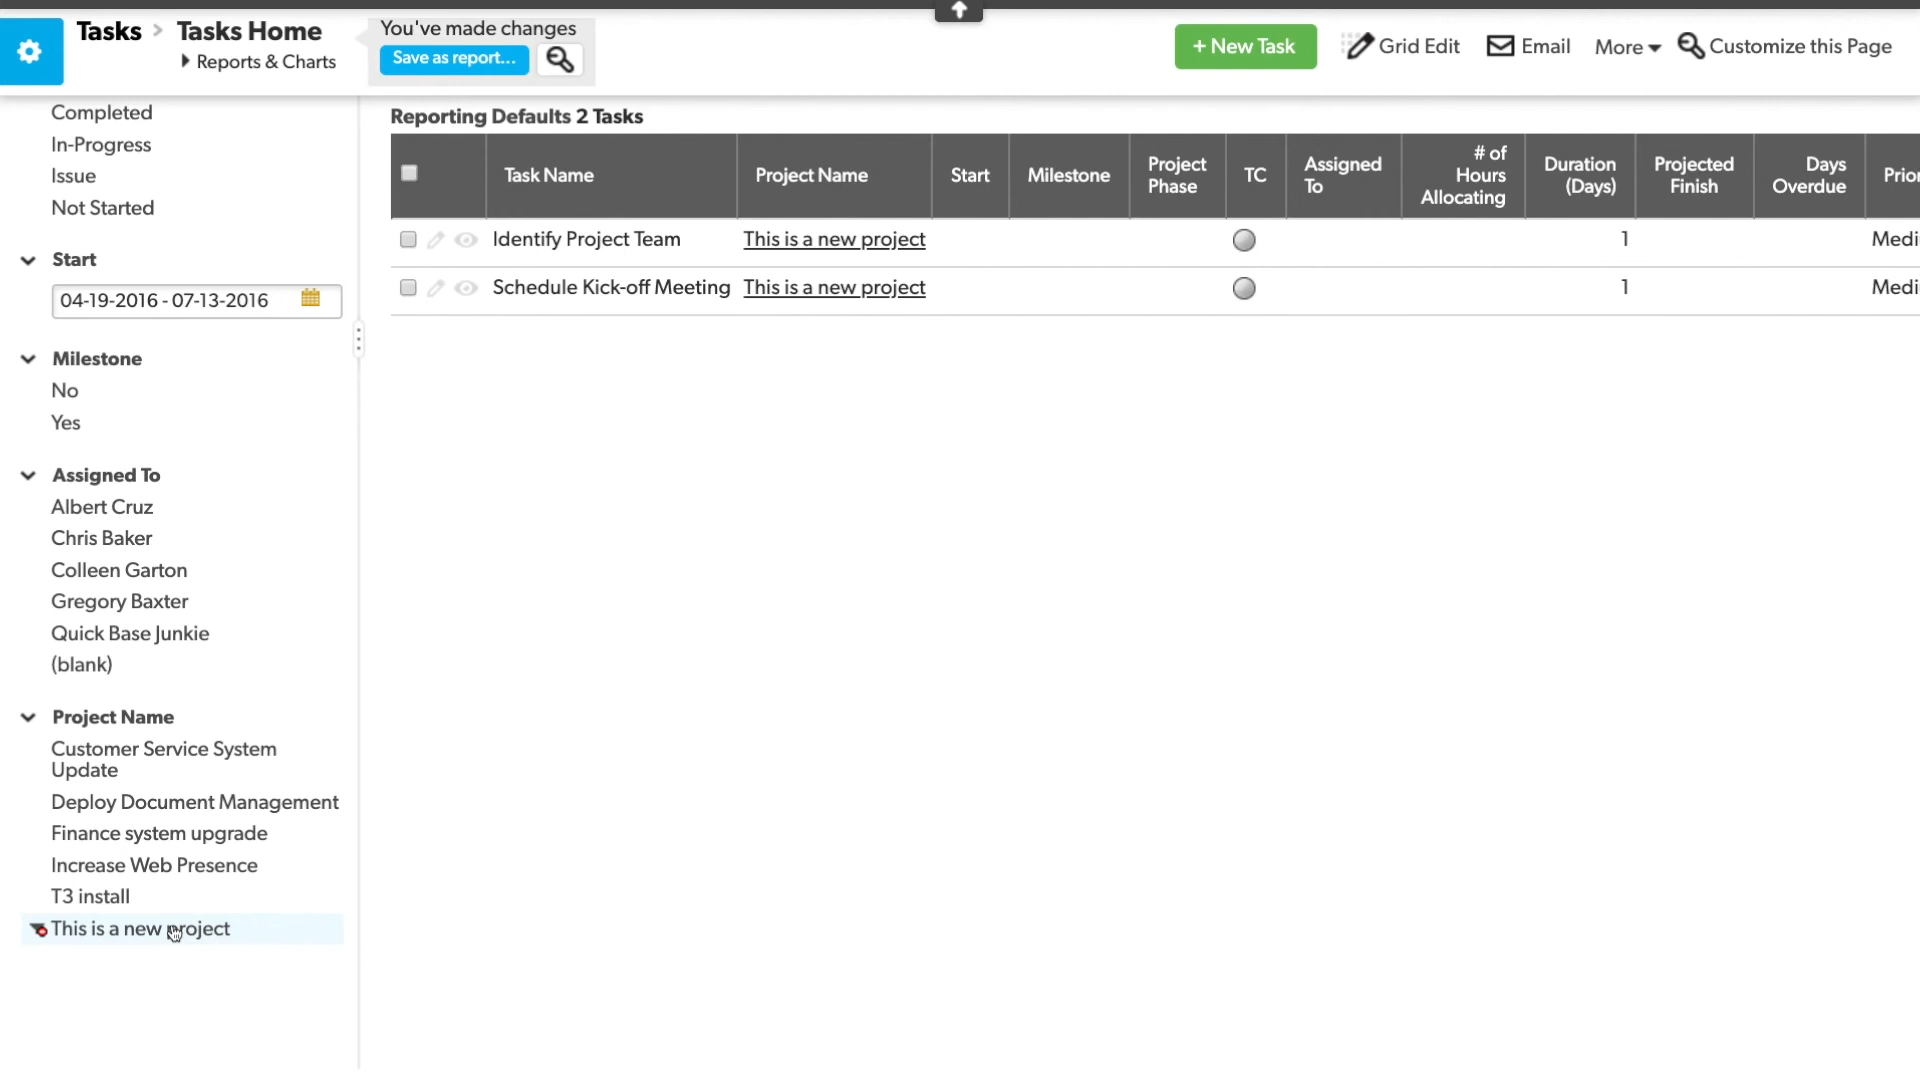 Tasks > Tasks Home
Reports & Charts
You've made changes
Save as report...
+ New Task
Grid Edit
Email
More
Customize this Page
Completed
In-Progress
Issue
Not Started
Start
04-19-2016 - 07-13-2016
Milestone
No
Yes
Assigned To
Albert Cruz
Chris Baker
Colleen Garton
Gregory Baxter
Quick Base Junkie
(blank)
Project Name
Customer Service System
Update
Deploy Document Management
Finance system upgrade
Increase Web Presence
T3 install
This is a new project
Reporting Defaults 2 Tasks
Task Name
Project Name
Start
Milestone
Project
Phase
TC
Assigned
To
# of
Hours
Allocating
Duration
(Days)
Projected
Finish
Days
Overdue
Prior
Identify Project Team This is a new project 1 Medi
Schedule Kick-off Meeting This is a new project 1 Medi